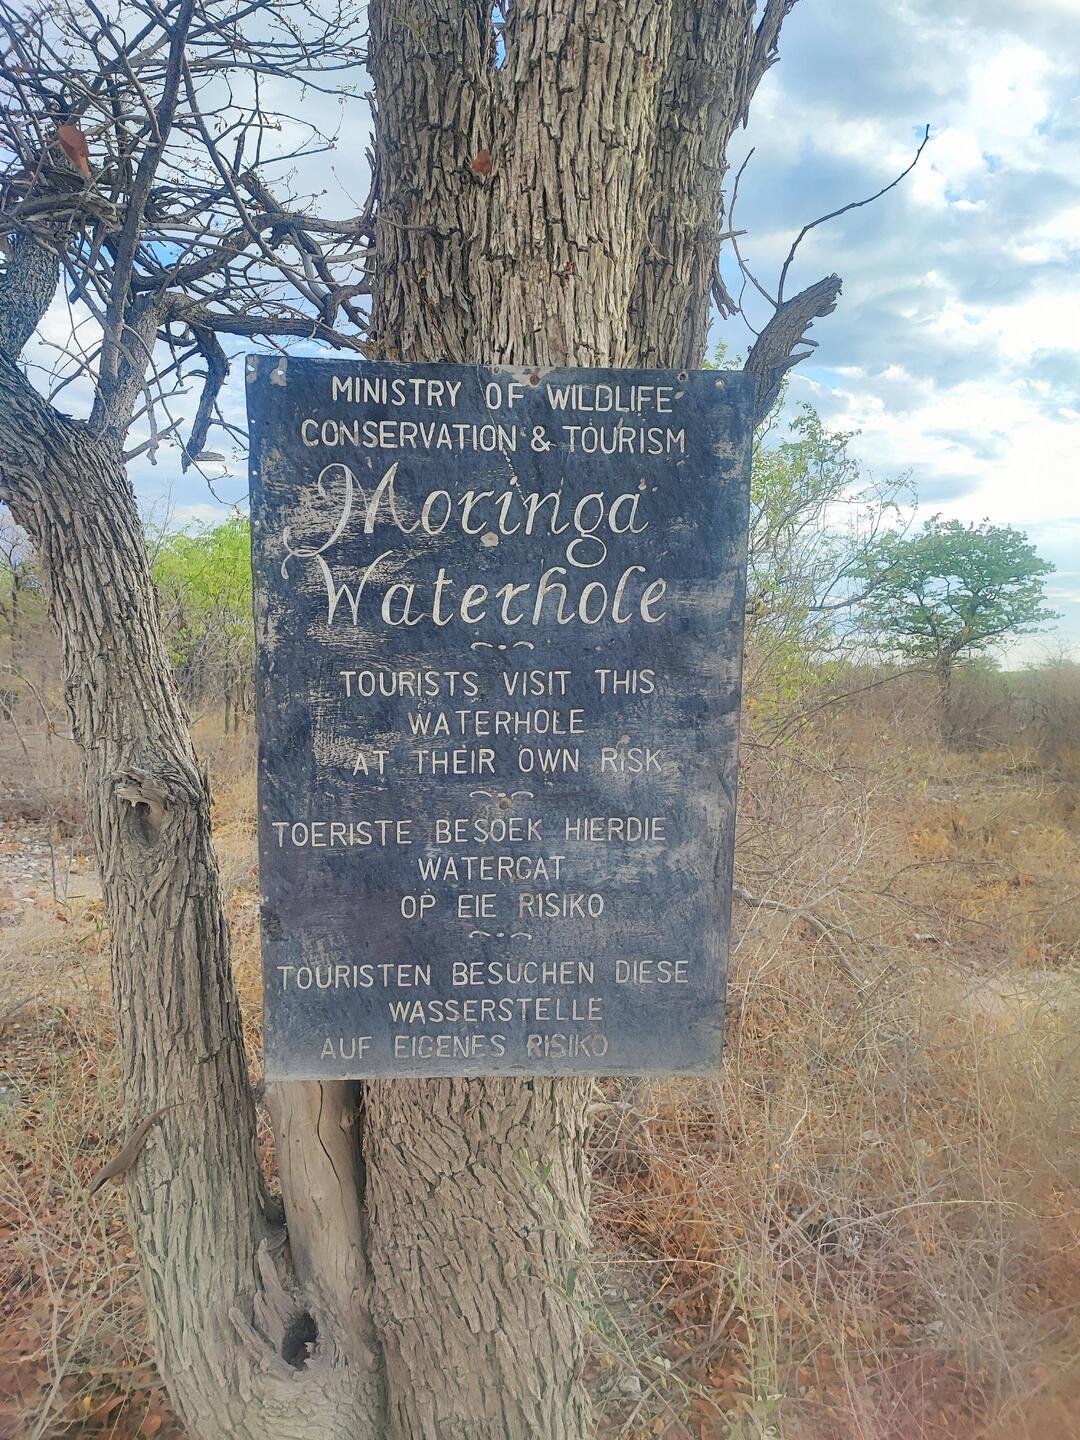 MINISTRY OF WILDLIFE
CONSERVATION & TOURISM
Moringa
Waterhole
TOURISTS VISIT THIS
WATERHOLE
AT THEIR OWN RISK
TOERISTE BESOEK HIERDIE
WATERGAT
OP EIE RISIKO
TOURISTEN BESUCHEN DIESE
WASSERSTELLE
AUF EIGENES RISIKO